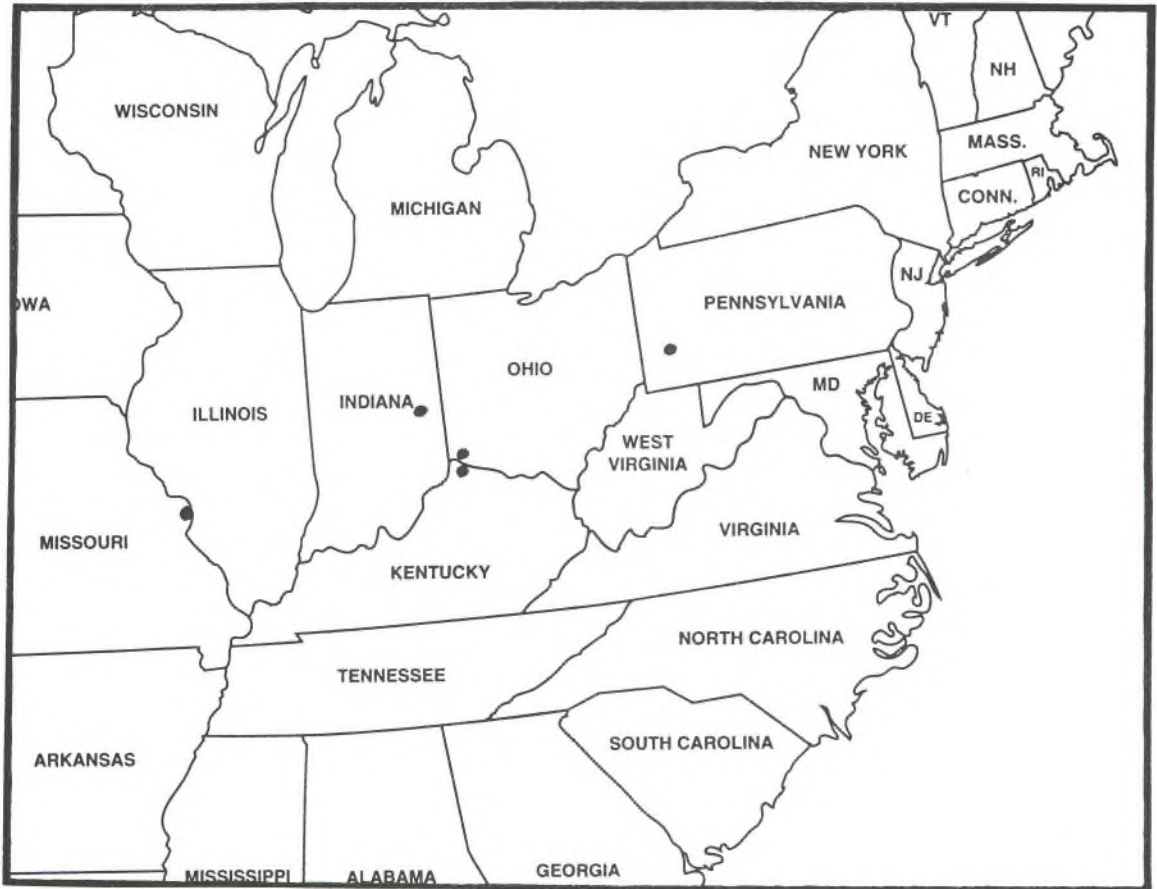 VT
NH
WISCONSIN
MASS.
NEW YORK
RI
CONN.
MICHIGAN
NJ
OWA
PENNSYLVANIA
OHIO
MD
INDIANA
ILLINOIS
DE
WEST
VIRGINIA
VIRGINIA
MISSOURI
KENTUCKY
NORTH CAROLINA
TENNESSEE
SOUTH CAROLINA
ARKANSAS
GEORGIA
MISSISSIPPI
ALABAMA